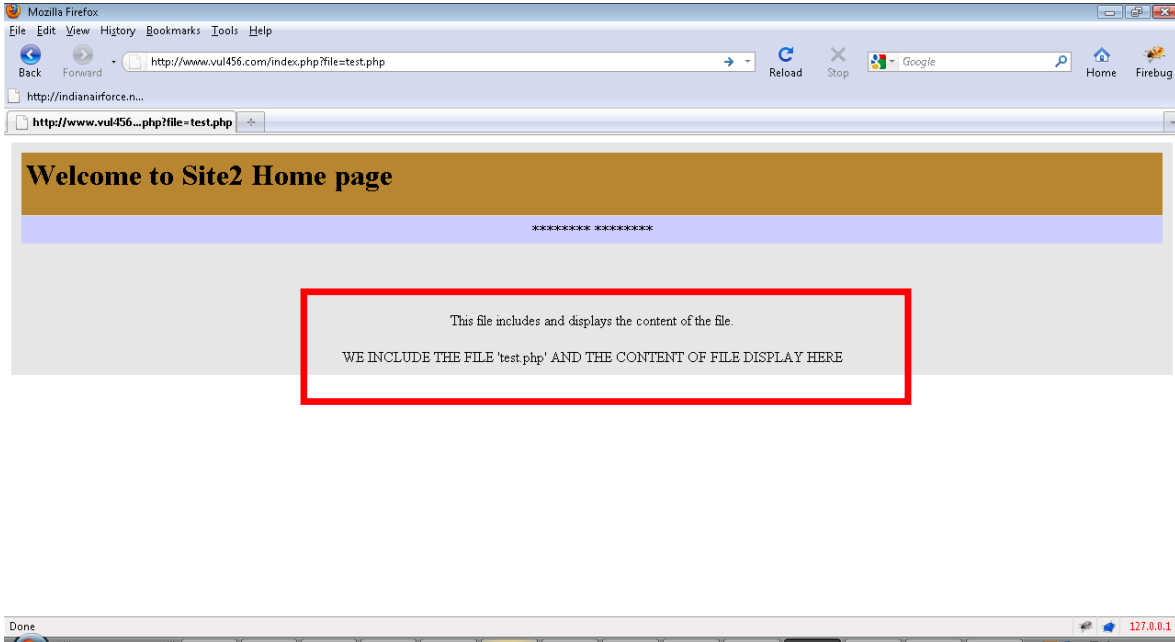 Mozilla Firefox
File Edit View History Bookmarks Tools Help
Back Forward http://www.vul456.com/index.php?file=test.php Reload Stop Google Home Firebug
http://indianairforce.n...
http://www.vul456...php?file=test.php
Welcome to Site2 Home page
******** ********
This file includes and displays the content of the file.
WE INCLUDE THE FILE 'test.php' AND THE CONTENT OF FILE DISPLAY HERE
Done 127.0.0.1